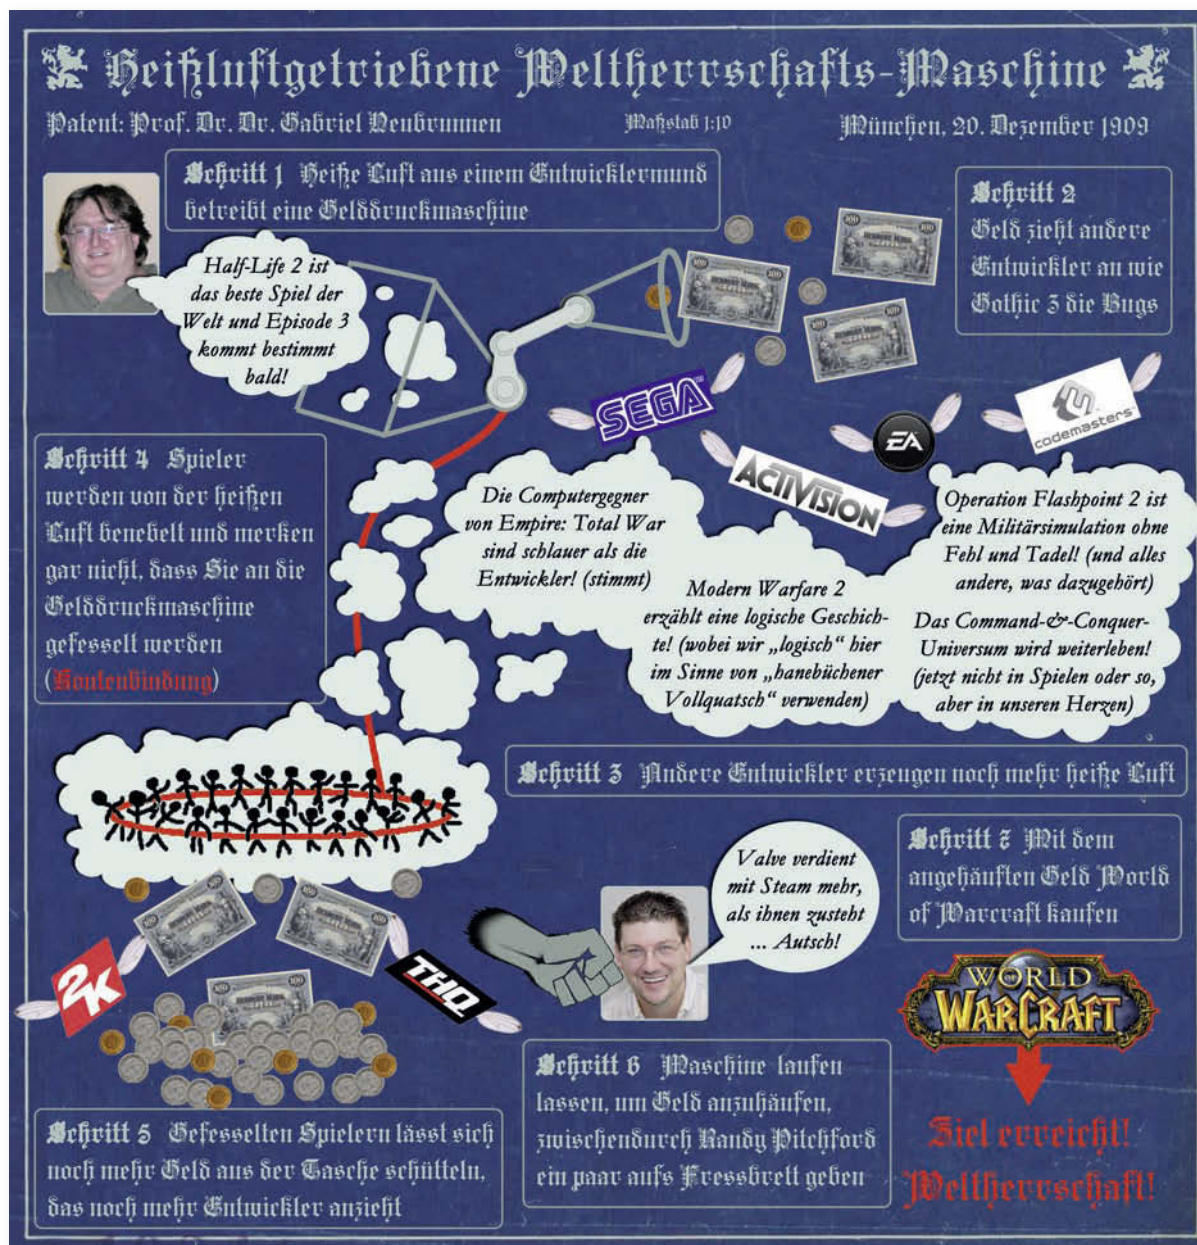 Heißluftgetriebene Weltherrschafts-Maschine
Patent: Prof. Dr. Dr. Gabriel Neubrunnen
Maßstab 1:10
München, 20. Dezember 1909
Schritt 1 Heiße Luft aus einem Entwicklermund
betreibt eine Gelddruckmaschine
Half-Life 2 ist
das beste Spiel der
Welt und Episode 3
kommt bestimmt
bald!
Schritt 2
Geld zieht andere
Entwickler an wie
Gothic 3 die Bugs
100
100
100
SEGA
ACTIVISION
EA
codemasters
Schritt 4 Spieler
werden von der heißen
Luft benebelt und merken
gar nicht, dass Sie an die
Gelddruckmaschine
gefesselt werden
(Kontenbindung)
Die Computergegner
von Empire: Total War
sind schlauer als die
Entwickler! (stimmt)
Modern Warfare 2
erzählt eine logische Geschich-
te! (wobei wir „logisch“ hier
im Sinne von „hanebüchener
Vollquatsch“ verwenden)
Operation Flashpoint 2 ist
eine Militärsimulation ohne
Fehl und Tadel! (und alles
andere, was dazugehört)
Das Command-&-Conquer-
Universum wird weiterleben!
(jetzt nicht in Spielen oder so,
aber in unseren Herzen)
Schritt 3 Andere Entwickler erzeugen noch mehr heiße Luft
2K
THQ
Valve verdient
mit Steam mehr,
als ihnen zusteht
... Autsch!
Schritt 7 Mit dem
angehäuften Geld World
of Warcraft kaufen
WORLD
OF
WARCRAFT
Schritt 5 Gefesselten Spielern lässt sich
noch mehr Geld aus der Tasche schütteln,
das noch mehr Entwickler anzieht
Schritt 6 Maschine laufen
lassen, um Geld anzuhäufen,
zwischendurch Randy Pitchford
ein paar aufs Fressbrett geben
Ziel erreicht!
Weltherrschaft!